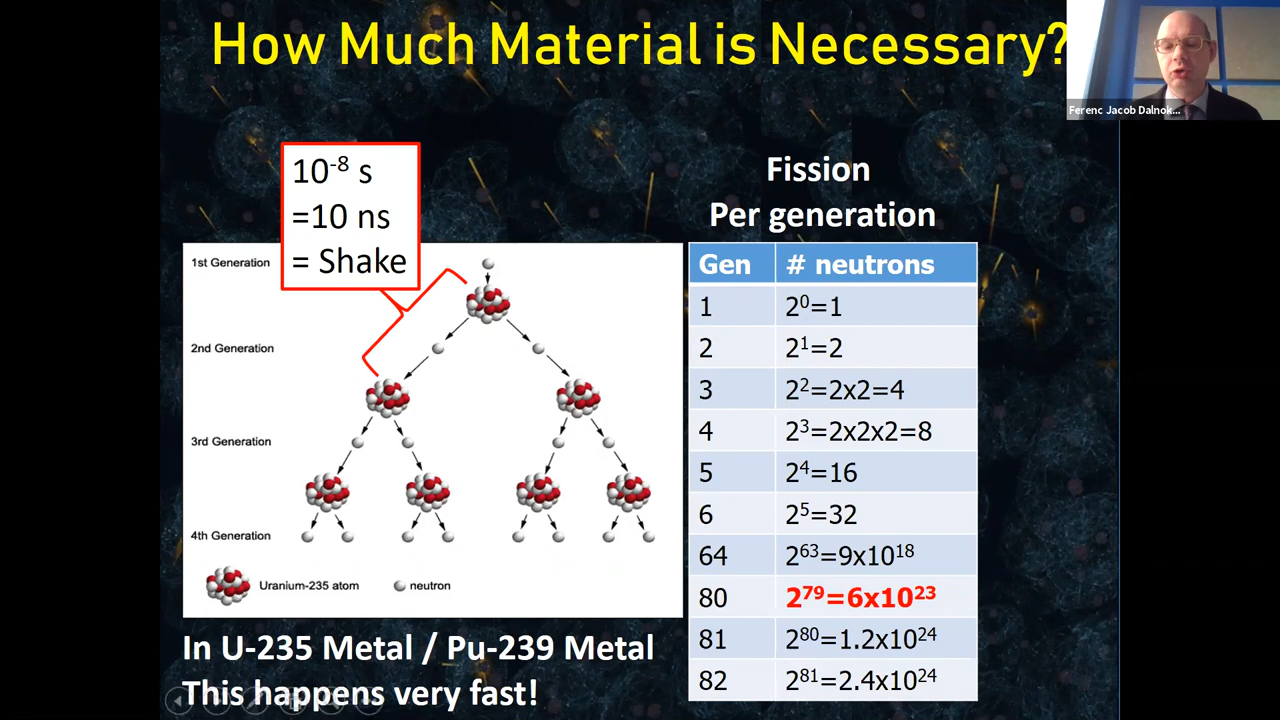 How Much Material is Necessary?
Ferenc Jacob Dalnok...
10⁻⁸ s
=10 ns
= Shake
1st Generation
2nd Generation
3rd Generation
4th Generation
Uranium-235 atom
neutron
In U-235 Metal / Pu-239 Metal
This happens very fast!
Fission
Per generation
Gen # neutrons
1 2⁰=1
2 2¹=2
3 2²=2x2=4
4 2³=2x2x2=8
5 2⁴=16
6 2⁵=32
64 2⁶³=9x10¹⁸
80 2⁷⁹=6x10²³
81 2⁸⁰=1.2x10²⁴
82 2⁸¹=2.4x10²⁴